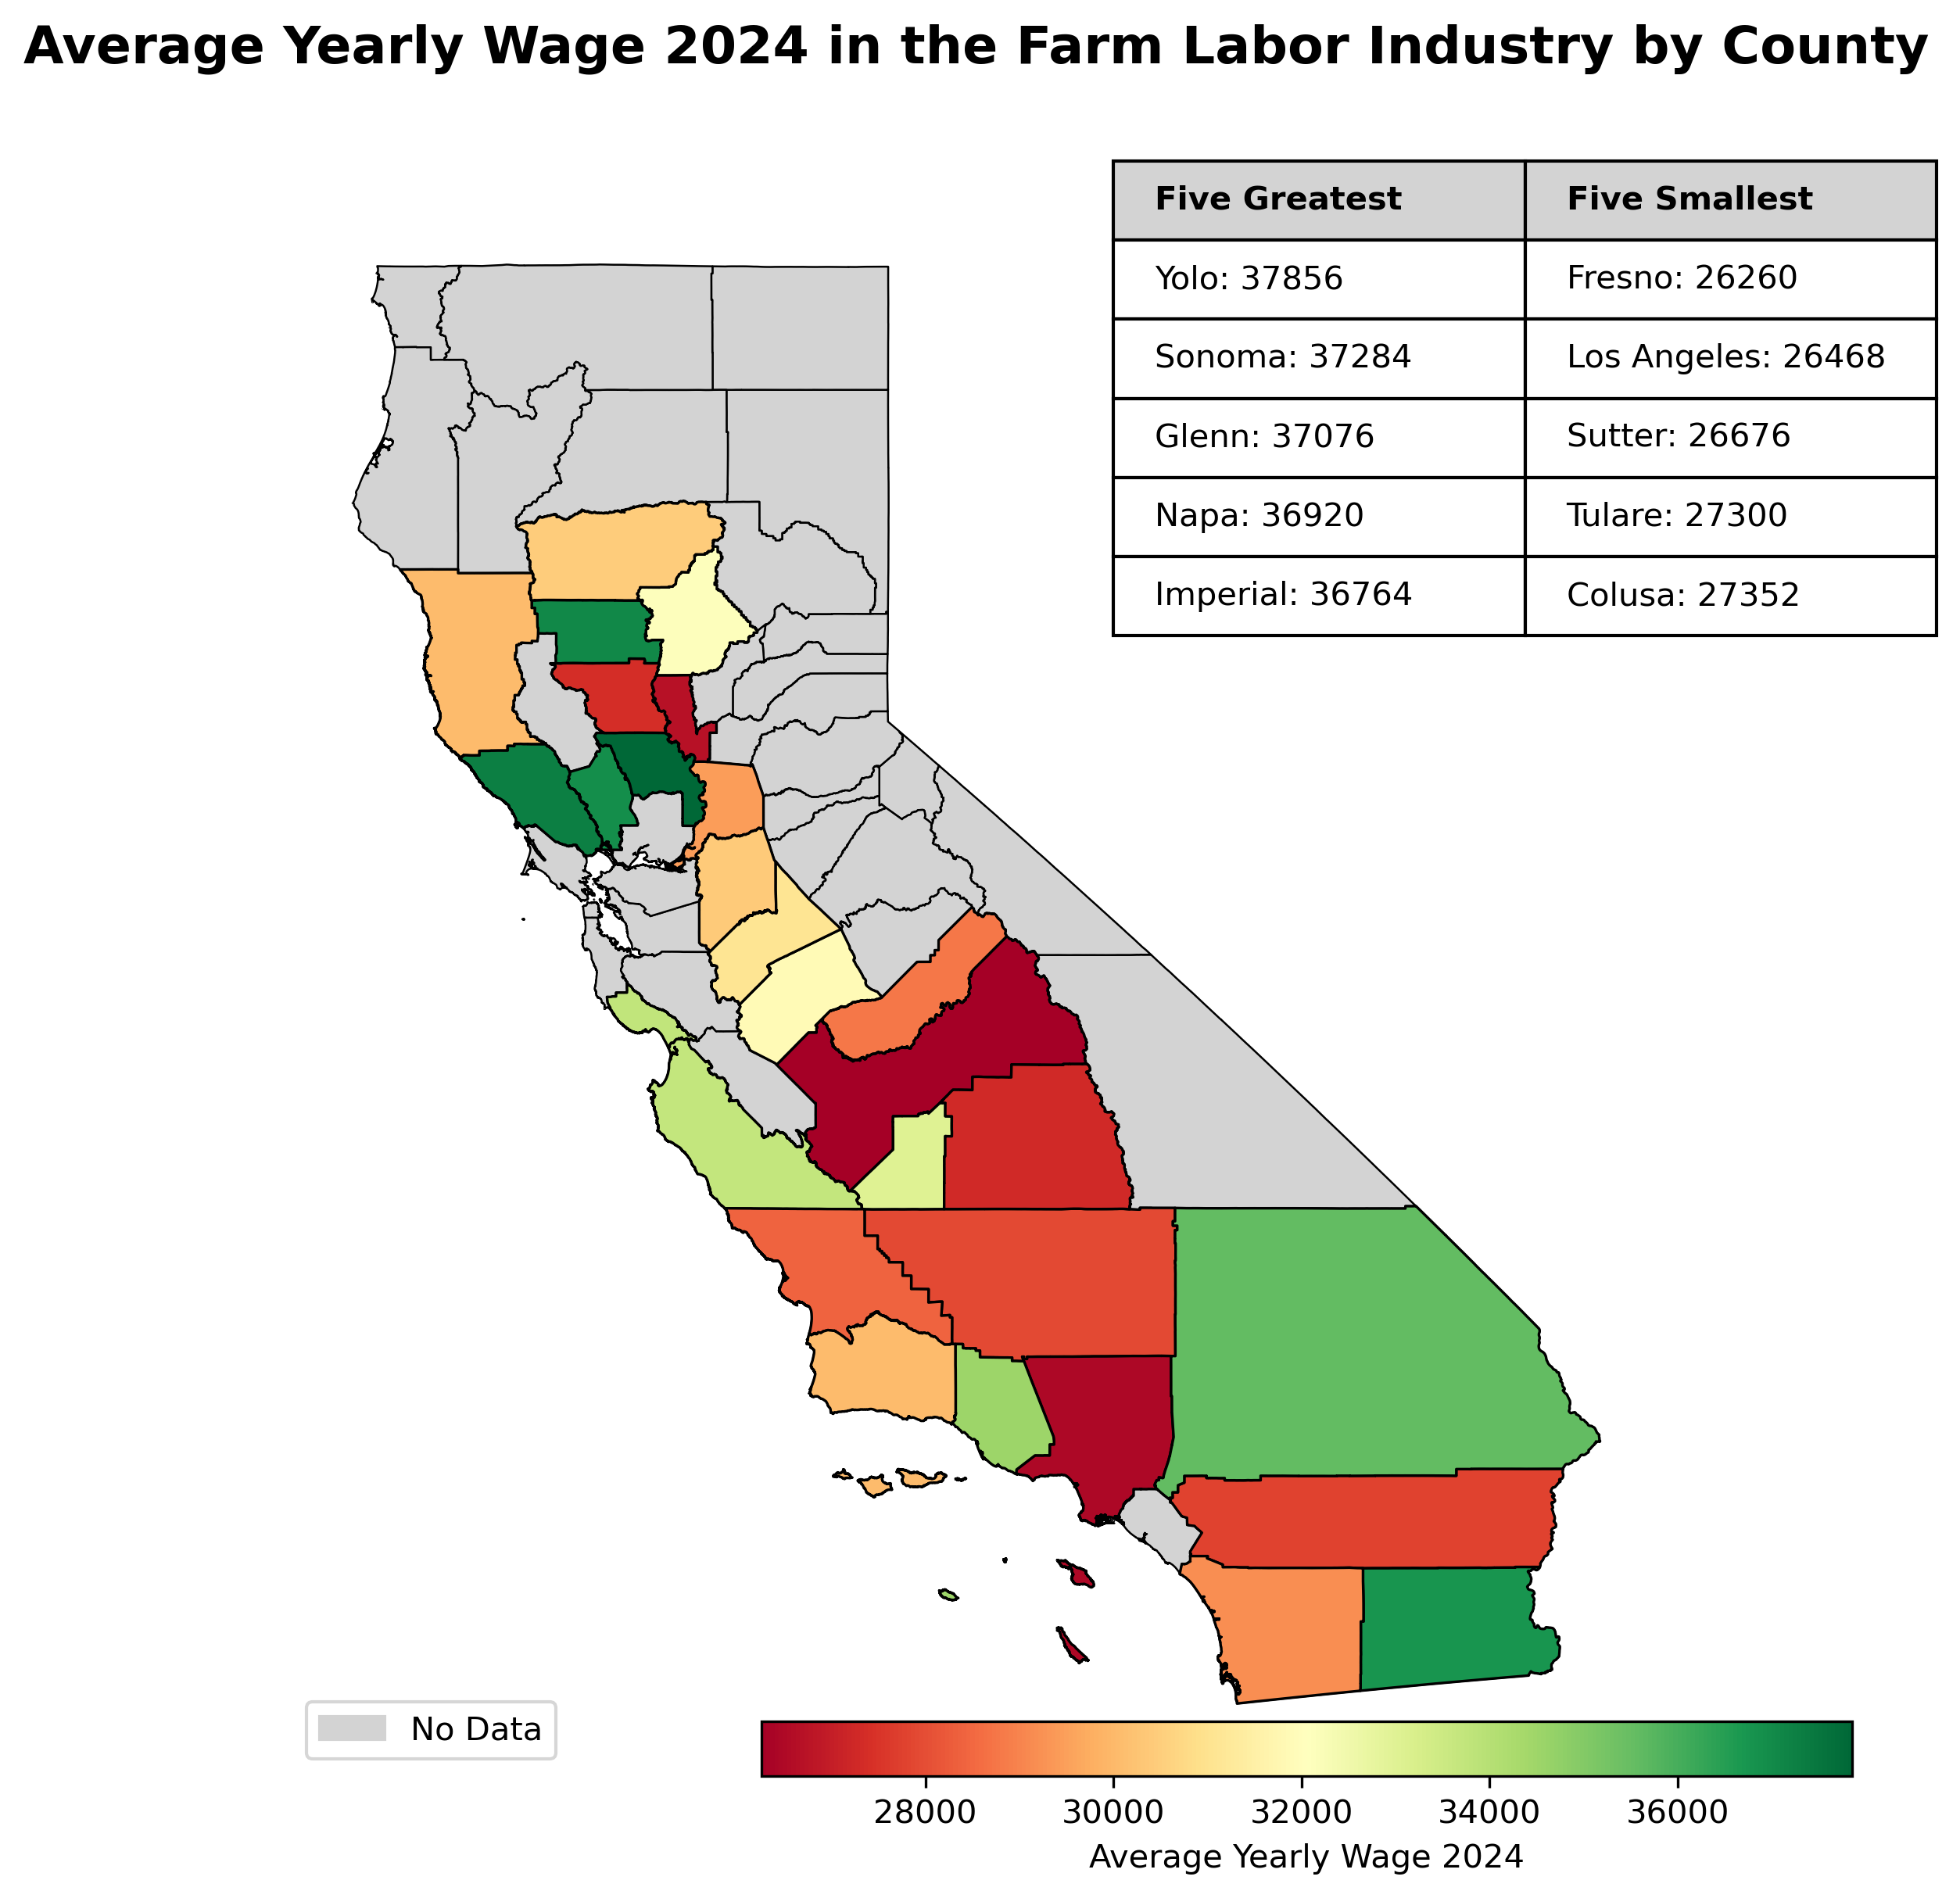 Average Yearly Wage 2024 in the Farm Labor Industry by County
Five Greatest Five Smallest
Yolo: 37856 Fresno: 26260
Sonoma: 37284 Los Angeles: 26468
Glenn: 37076 Sutter: 26676
Napa: 36920 Tulare: 27300
Imperial: 36764 Colusa: 27352
No Data
28000 30000 32000 34000 36000
Average Yearly Wage 2024